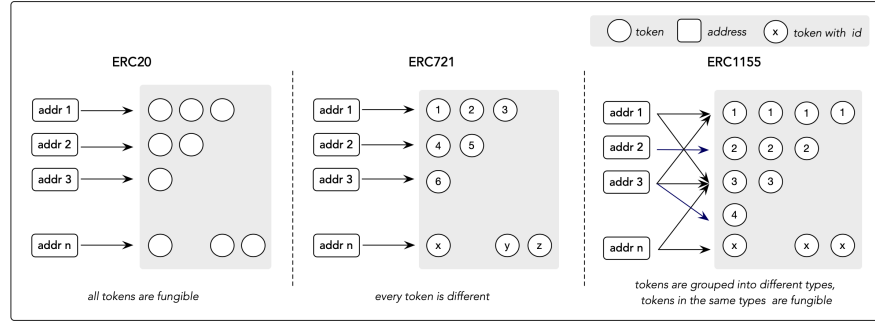 token address x token with id
ERC20
addr 1
addr 2
addr 3
addr n
all tokens are fungible
ERC721
addr 1 1 2 3
addr 2 4 5
addr 3 6
addr n x y z
every token is different
ERC1155
addr 1 1 1 1 1
addr 2 2 2 2
addr 3 3 3
4
addr n x x x
tokens are grouped into different types,
tokens in the same types are fungible